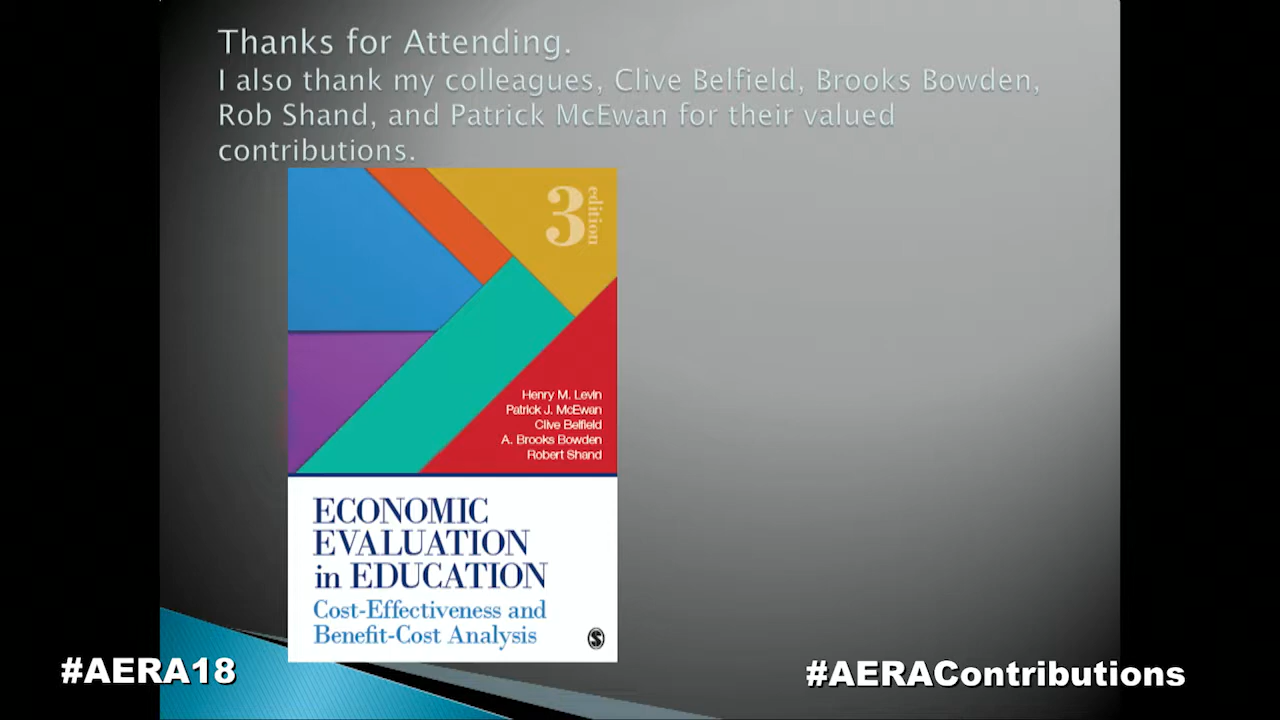 Thanks for Attending.
I also thank my colleagues, Clive Belfield, Brooks Bowden,
Rob Shand, and Patrick McEwan for their valued
contributions.
3
edition
Henry M. Levin
Patrick J. McEwan
Clive Belfield
A. Brooks Bowden
Robert Shand
ECONOMIC
EVALUATION
in EDUCATION
Cost-Effectiveness and
Benefit-Cost Analysis
S
#AERA18
#AERAContributions